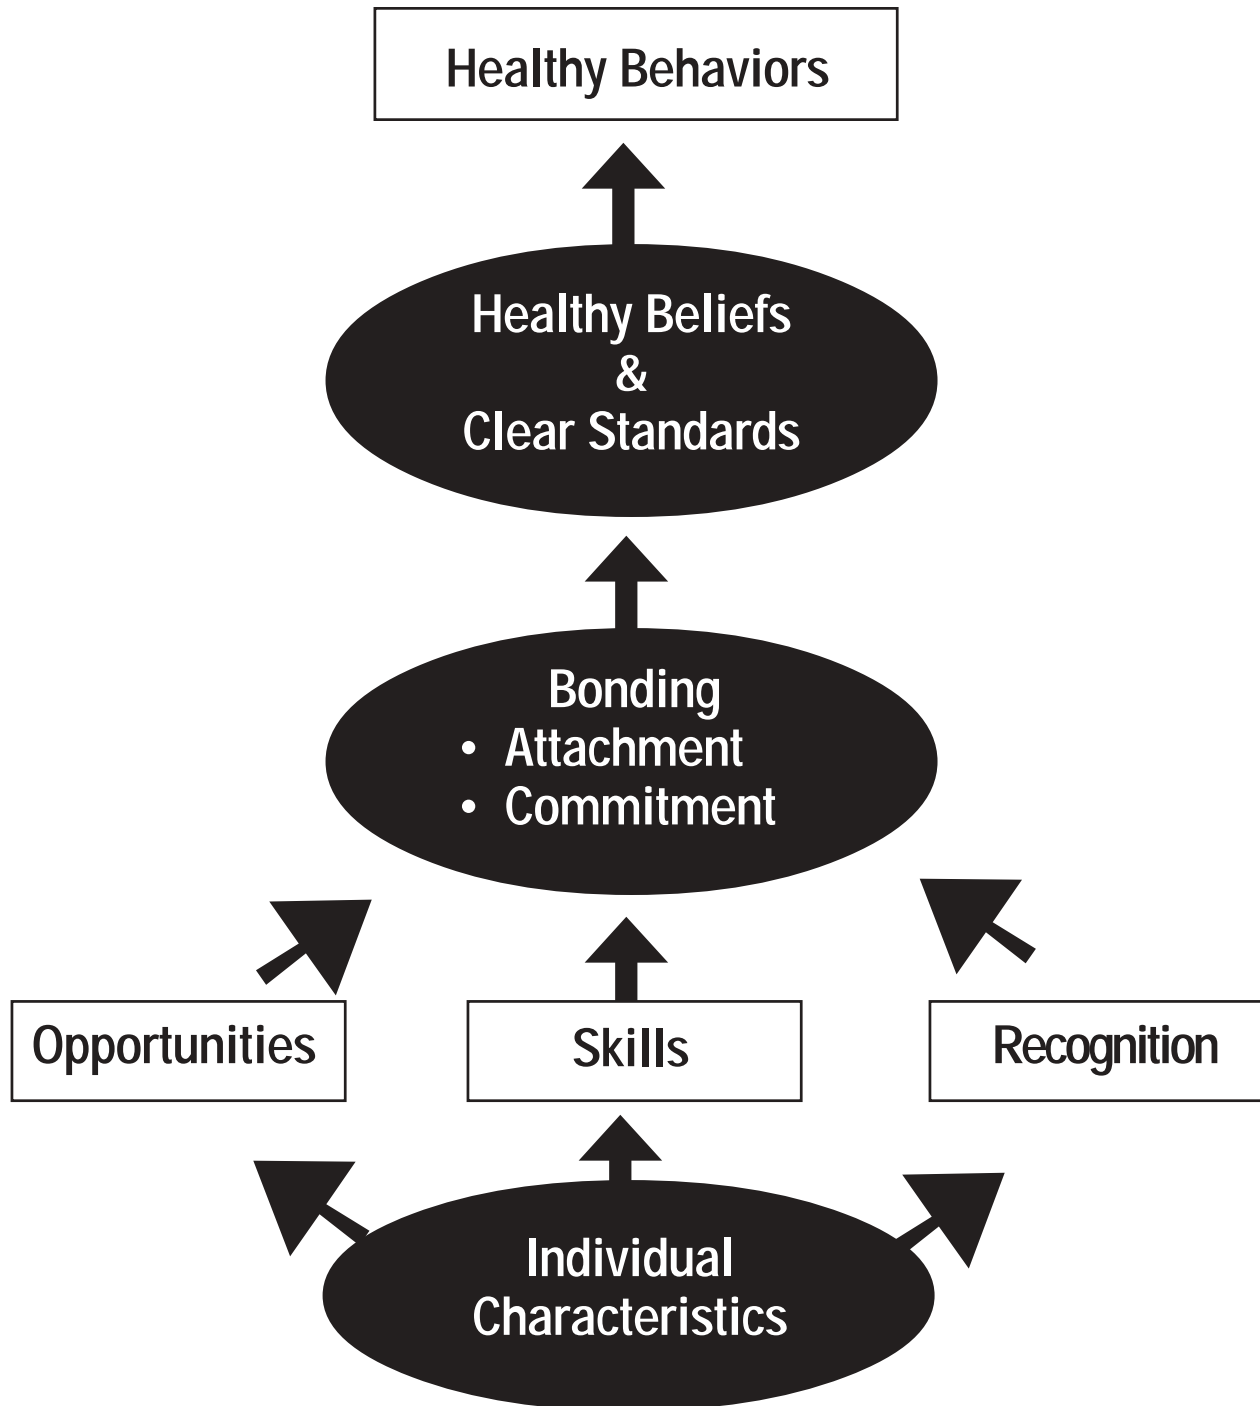 Healthy Behaviors
Healthy Beliefs
&
Clear Standards
Bonding
• Attachment
• Commitment
Opportunities
Skills
Recognition
Individual
Characteristics